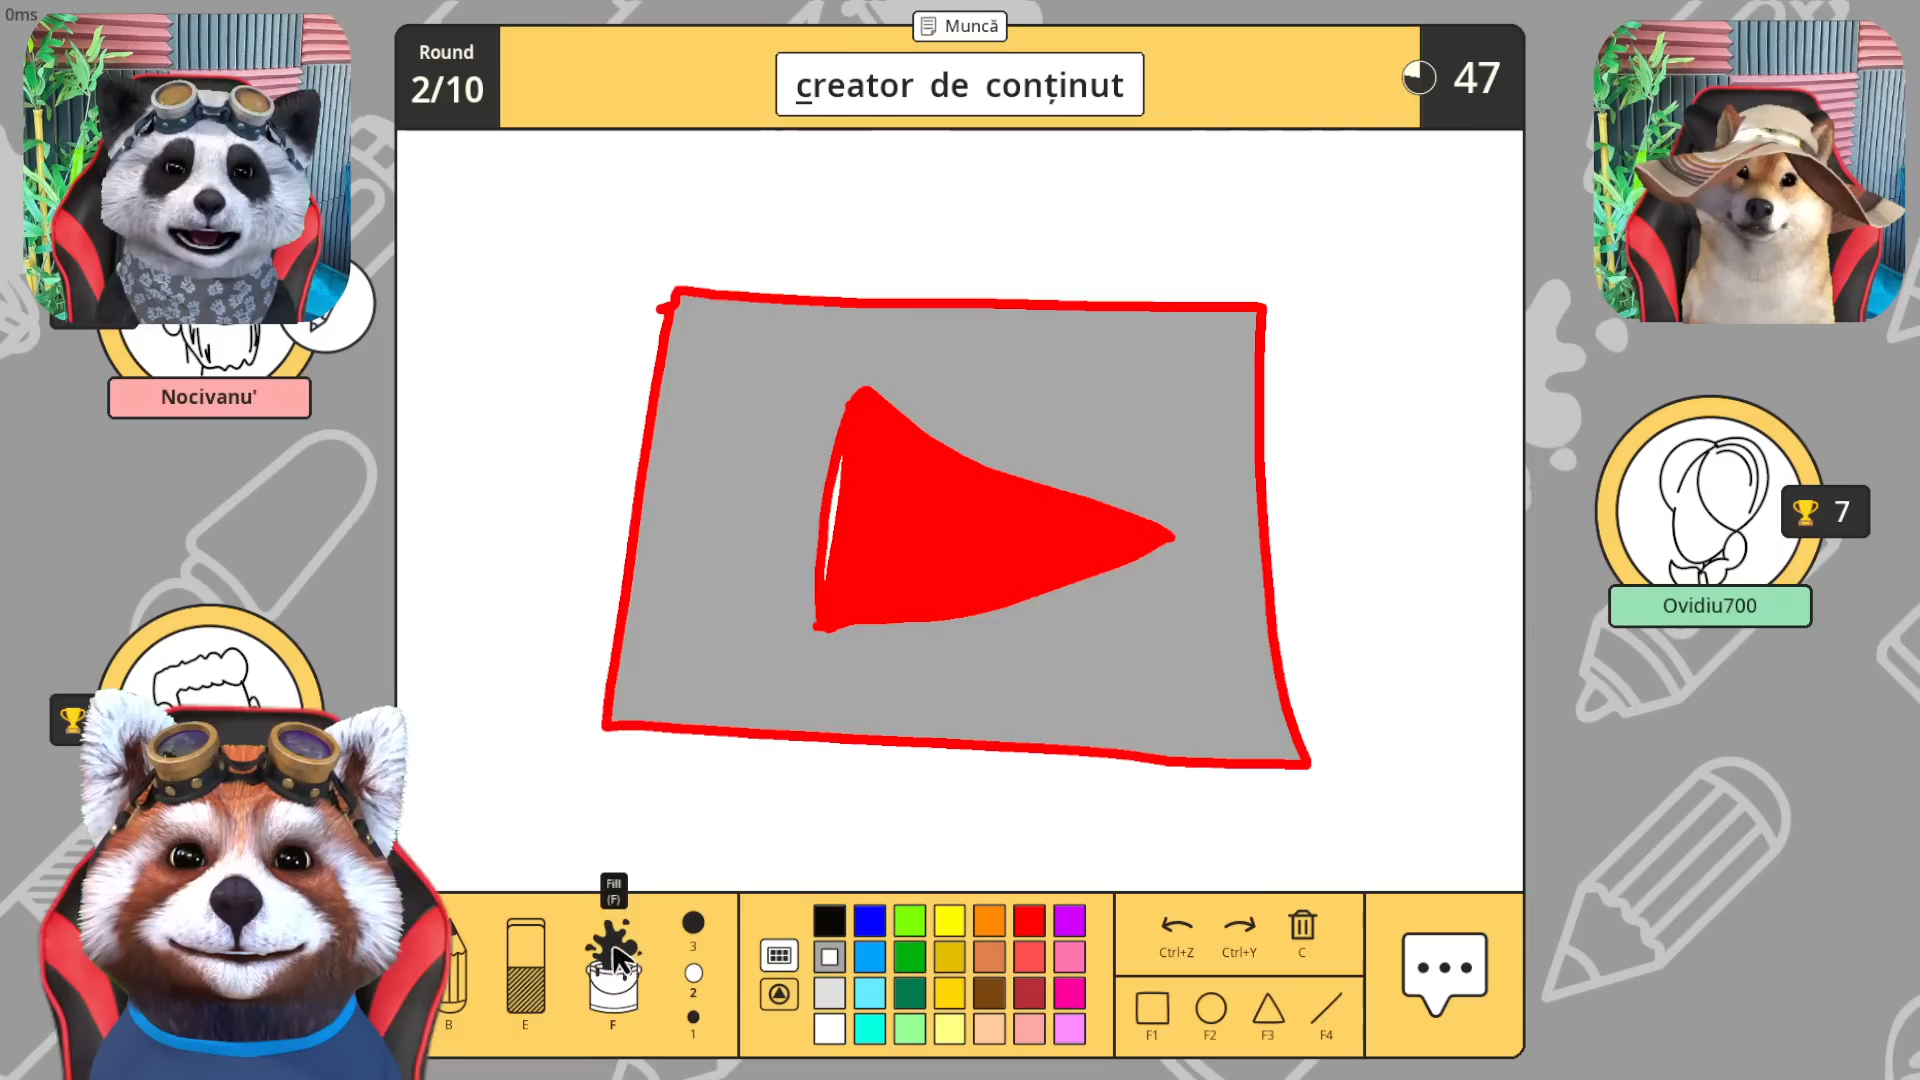 0ms
Muncă
Round
2/10
creator de conținut
47
Nocivanu'
7
Ovidiu700
Fill
(F)
B
E
F
3
2
1
Ctrl+Z
Ctrl+Y
C
F1
F2
F3
F4